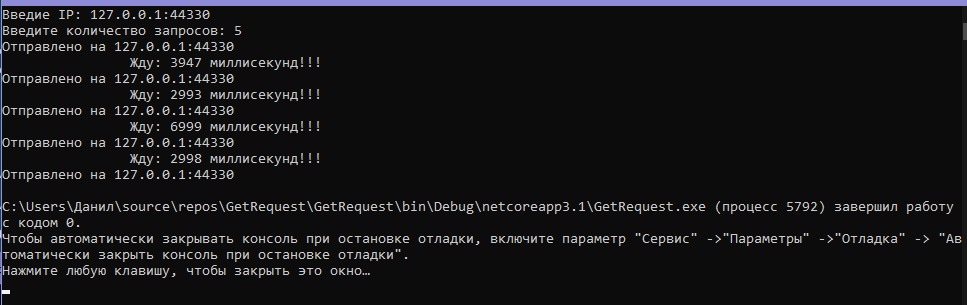 Введие IP: 127.0.0.1:44330
Введите количество запросов: 5
Отправлено на 127.0.0.1:44330
Жду: 3947 миллисекунд!!!
Отправлено на 127.0.0.1:44330
Жду: 2993 миллисекунд!!!
Отправлено на 127.0.0.1:44330
Жду: 6999 миллисекунд!!!
Отправлено на 127.0.0.1:44330
Жду: 2998 миллисекунд!!!
Отправлено на 127.0.0.1:44330
C:\Users\Данил\source\repos\GetRequest\GetRequest\bin\Debug\netcoreapp3.1\GetRequest.exe (процесс 5792) завершил работу
с кодом 0.
Чтобы автоматически закрывать консоль при остановке отладки, включите параметр "Сервис" ->"Параметры" ->"Отладка" -> "Ав
томатически закрыть консоль при остановке отладки".
Нажмите любую клавишу, чтобы закрыть это окно…